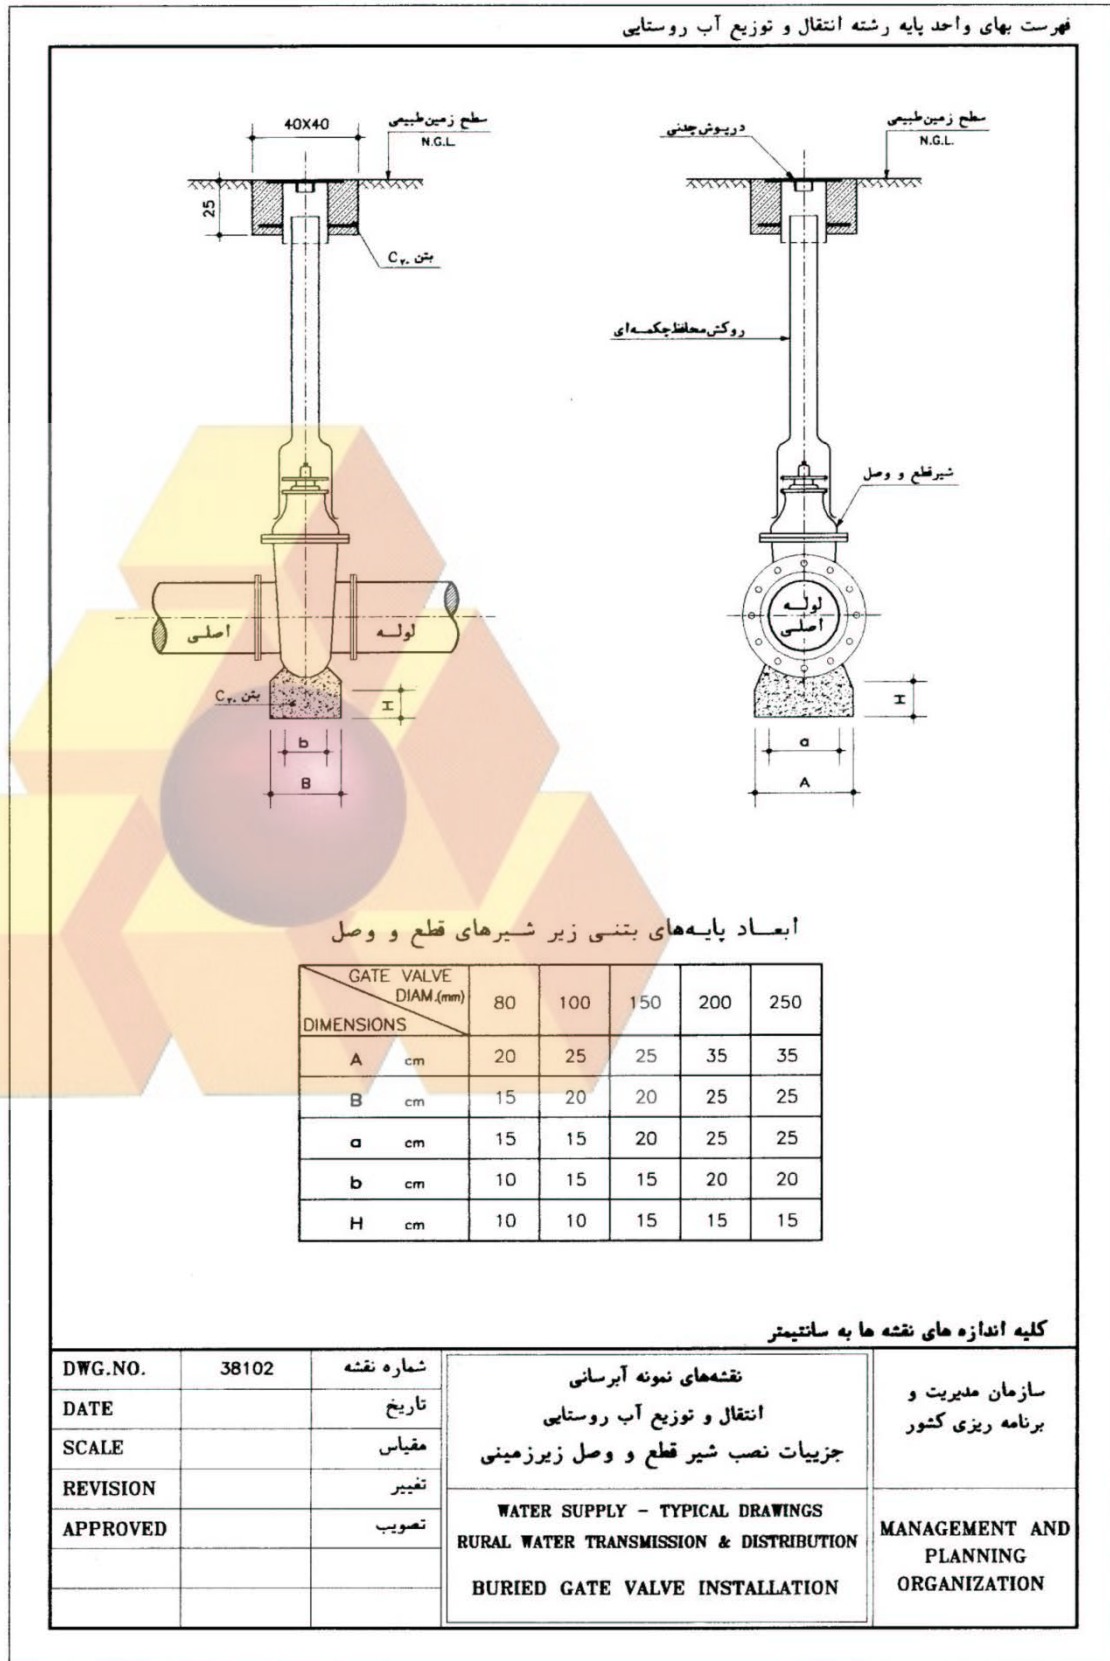 فهرست بهای واحد پایه رشته انتقال و توزیع آب روستایی
40X40
سطح زمین طبیعی
N.G.L.
25
بتن C₂۰
اصلی
لوله
بتن C₂۰
H
b
B
دریوش چدنی
سطح زمین طبیعی
N.G.L.
روکش محافظ چکمه‌ای
شیر قطع و وصل
لوله
اصلی
H
a
A
ابعاد پایه‌های بتنی زیر شیرهای قطع و وصل
GATE VALVE DIAM.(mm) 80 100 150 200 250
DIMENSIONS
A cm 20 25 25 35 35
B cm 15 20 20 25 25
a cm 15 15 20 25 25
b cm 10 15 15 20 20
H cm 10 10 15 15 15
کلیه اندازه های نقشه ها به سانتیمتر
DWG.NO. 38102 شماره نقشه
DATE تاریخ
SCALE مقیاس
REVISION تغییر
APPROVED تصویب
نقشه‌های نمونه آبرسانی
انتقال و توزیع آب روستایی
جزییات نصب شیر قطع و وصل زیرزمینی
WATER SUPPLY – TYPICAL DRAWINGS
RURAL WATER TRANSMISSION & DISTRIBUTION
BURIED GATE VALVE INSTALLATION
سازمان مدیریت و
برنامه ریزی کشور
MANAGEMENT AND
PLANNING
ORGANIZATION